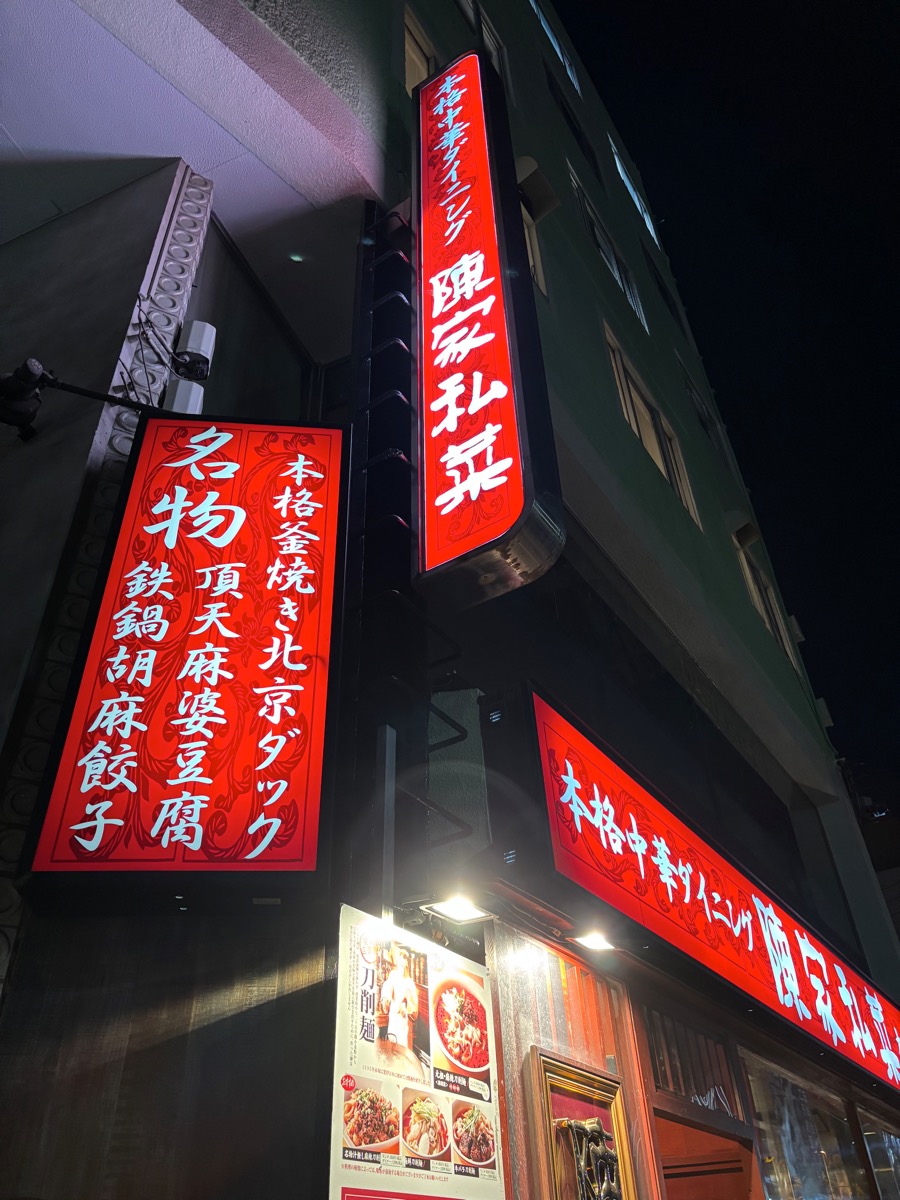 本格中華ダイニング 陳家私菜
本格釜焼き北京ダック
名物
頂天麻婆豆腐
鉄鍋胡麻餃子
本格中華ダイニング 陳家私菜
刀削麺